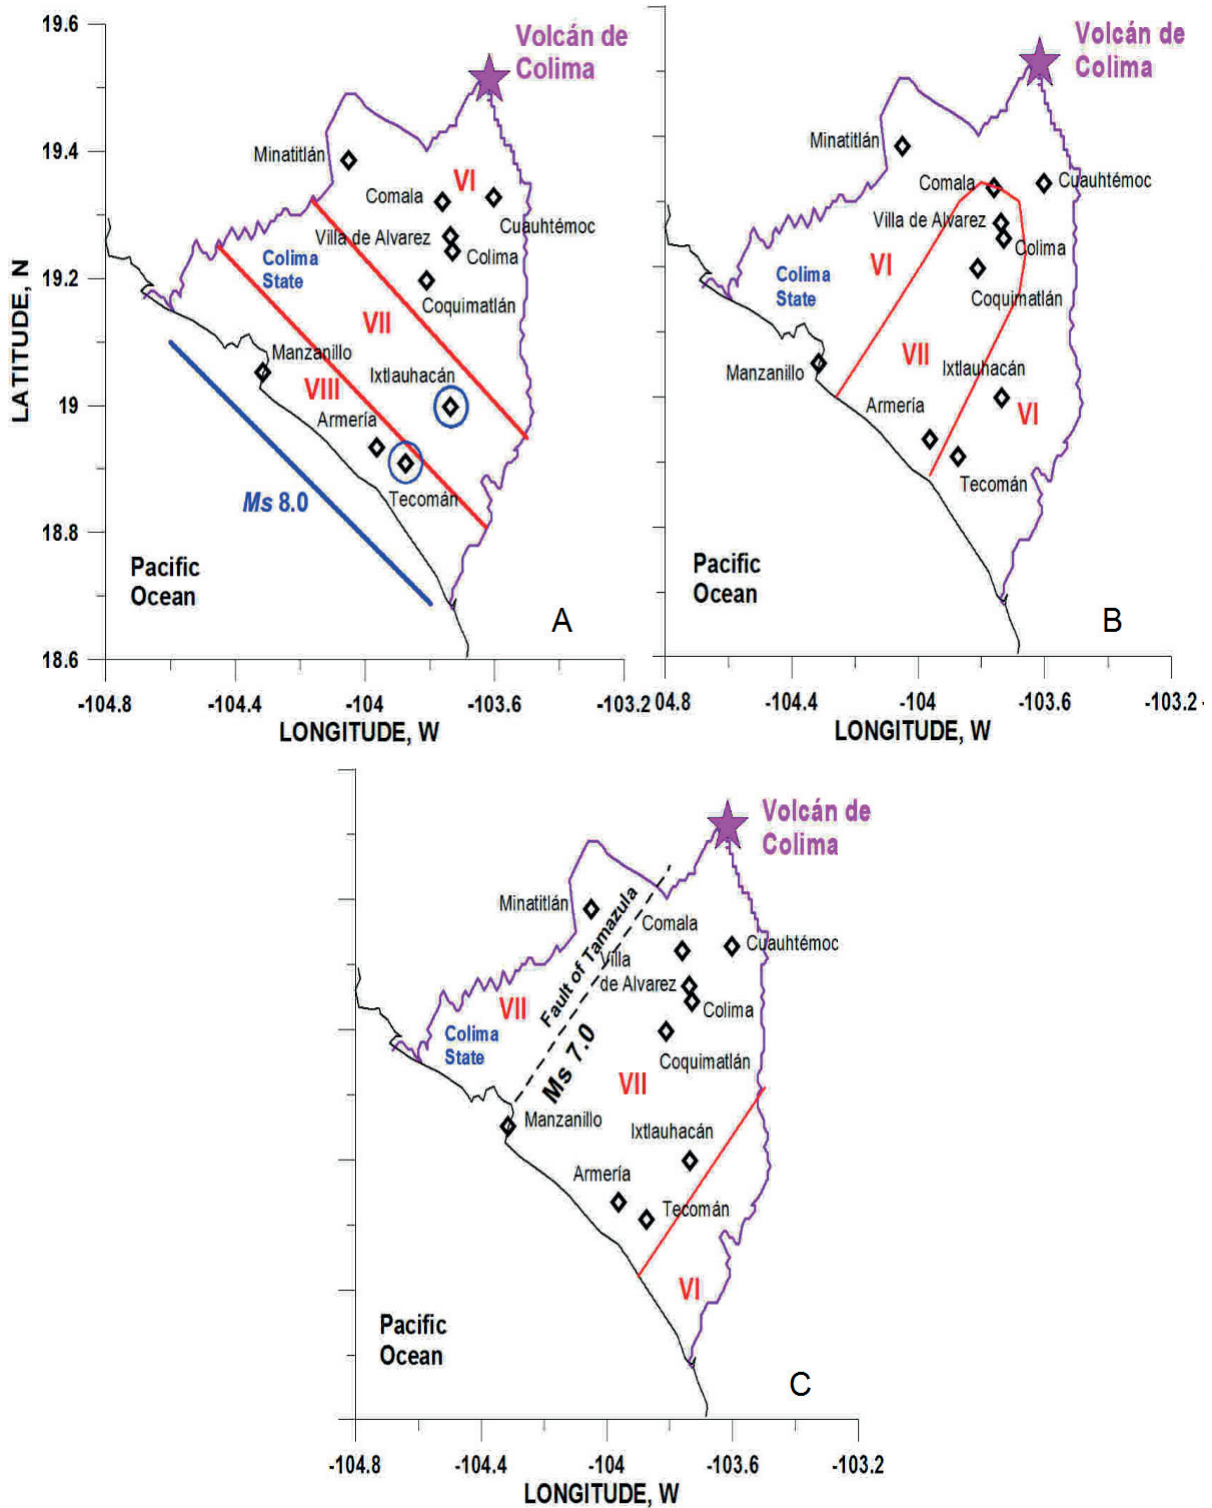 19.6
19.4
19.2
19
18.8
18.6
LATITUDE, N
Volcán de
Colima
Minatitlán
Comala
VI
Cuauhtémoc
Villa de Alvarez
Colima
Colima
State
Coquimatlán
VII
Manzanillo
VIII
Ixtlauhacán
Armería
Tecomán
Ms 8.0
Pacific
Ocean
A
-104.8
-104.4
-104
-103.6
-103.2
LONGITUDE, W
Volcán de
Colima
Minatitlán
Comala
Cuauhtémoc
Villa de Alvarez
Colima
VI
Colima
State
Coquimatlán
VII
Manzanillo
Ixtlauhacán
Armería
VI
Tecomán
Pacific
Ocean
B
04.8
-104.4
-104
-103.6
-103.2
LONGITUDE, W
Volcán de
Colima
Minatitlán
Fault of Tamazula
Comala
Cuauhtémoc
Villa
de Alvarez
Colima
VII
Colima
State
Ms 7.0
Coquimatlán
VII
Manzanillo
Ixtlauhacán
Armería
Tecomán
VI
Pacific
Ocean
C
-104.8
-104.4
-104
-103.6
-103.2
LONGITUDE, W